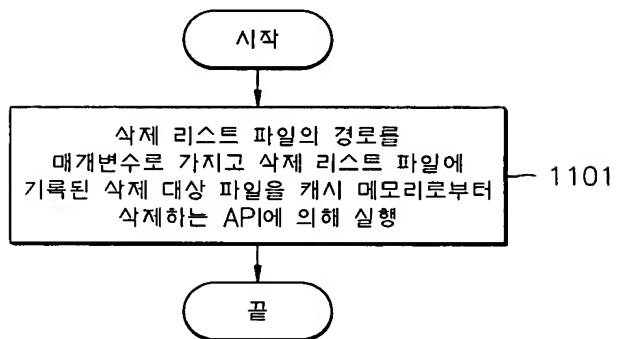 시작
삭제 리스트 파일의 경로를
매개변수로 가지고 삭제 리스트 파일에
기록된 삭제 대상 파일을 캐시 메모리로부터
삭제하는 API에 의해 실행
1101
끝